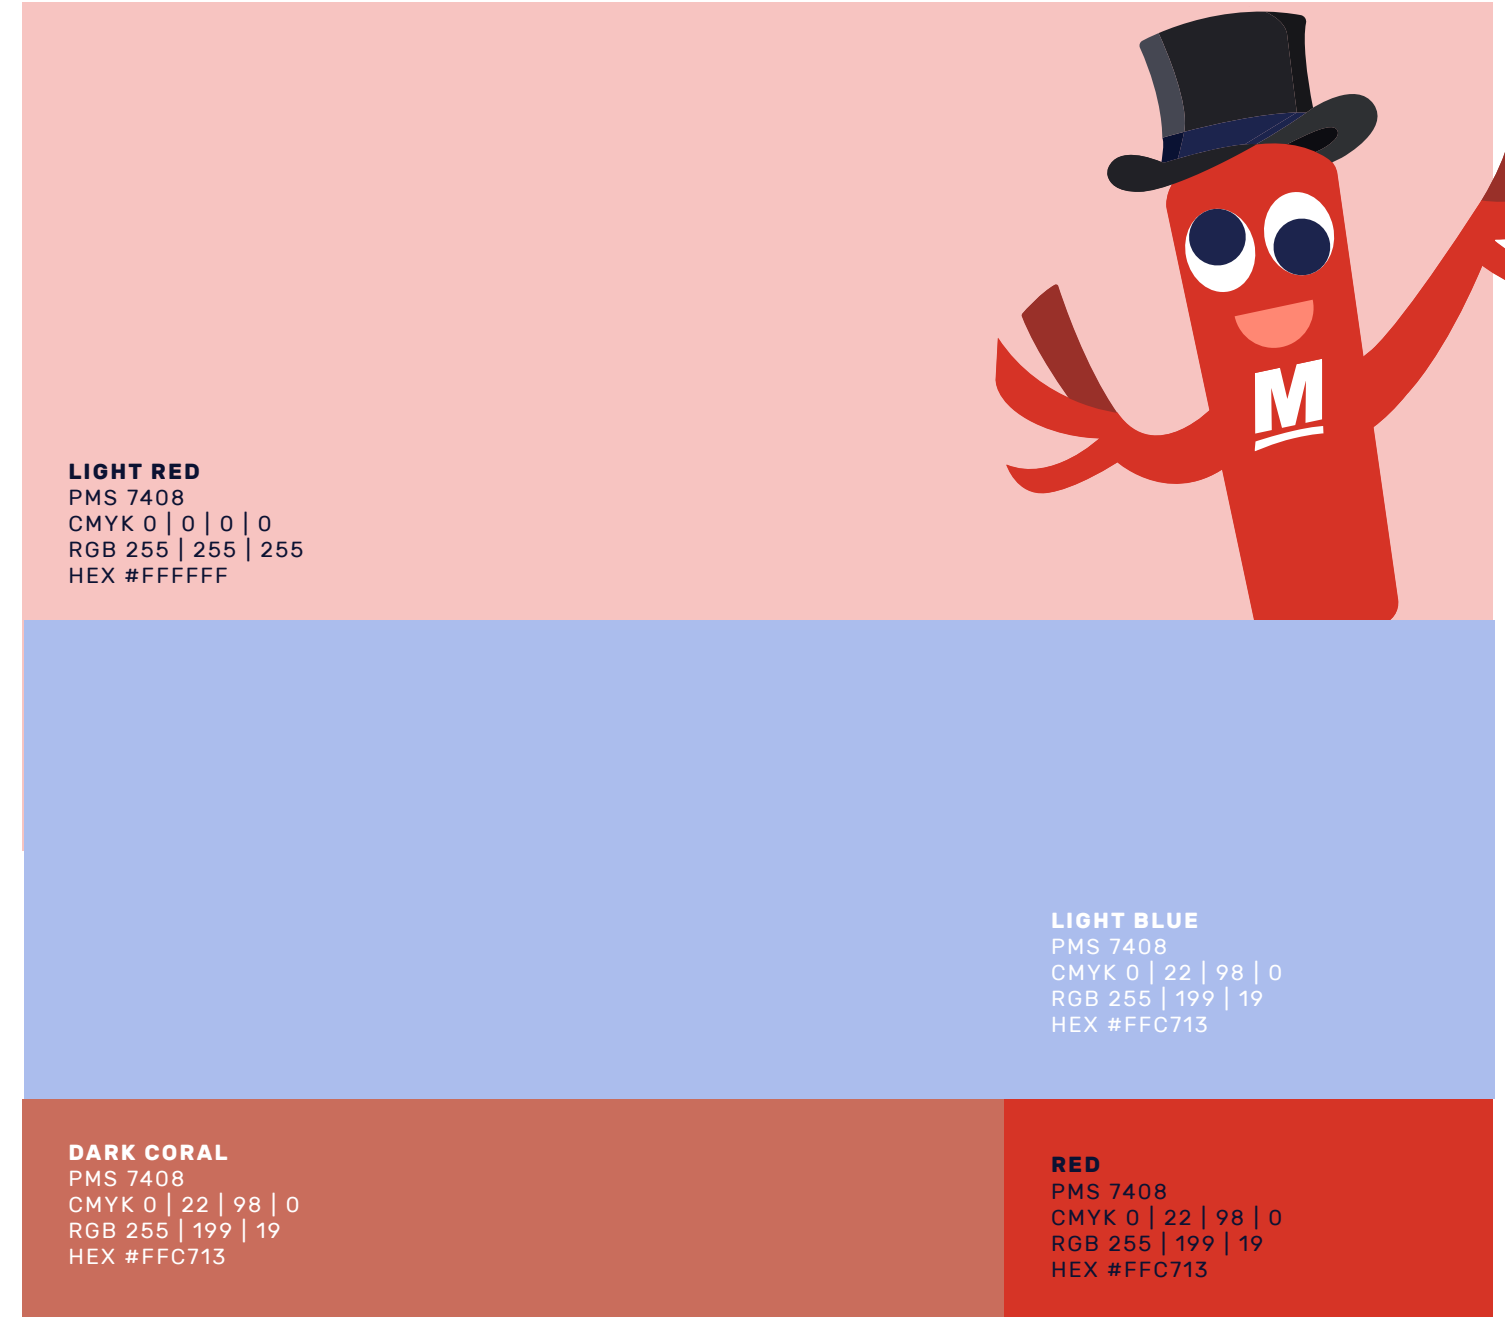 M
LIGHT RED
PMS 7408
CMYK 0 | 0 | 0 | 0
RGB 255 | 255 | 255
HEX #FFFFFF
LIGHT BLUE
PMS 7408
CMYK 0 | 22 | 98 | 0
RGB 255 | 199 | 19
HEX #FFC713
DARK CORAL
PMS 7408
CMYK 0 | 22 | 98 | 0
RGB 255 | 199 | 19
HEX #FFC713
RED
PMS 7408
CMYK 0 | 22 | 98 | 0
RGB 255 | 199 | 19
HEX #FFC713